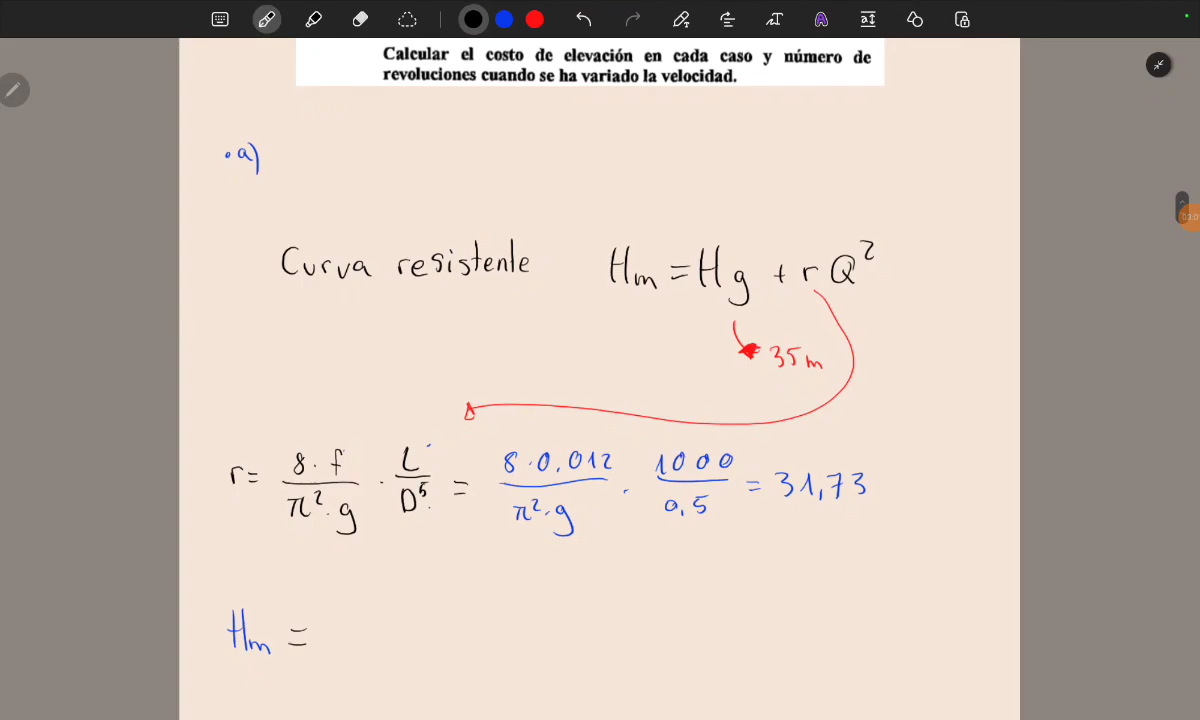 Calcular el costo de elevación en cada caso y número de
revoluciones cuando se ha variado la velocidad.
• a)
Curva resistente Hm = Hg + r Q²
35 m
r = 8 · f / π² · g · L / D⁵ = 8 · 0,012 / π² · g · 1000 / 0,5 = 31,73
Hm =